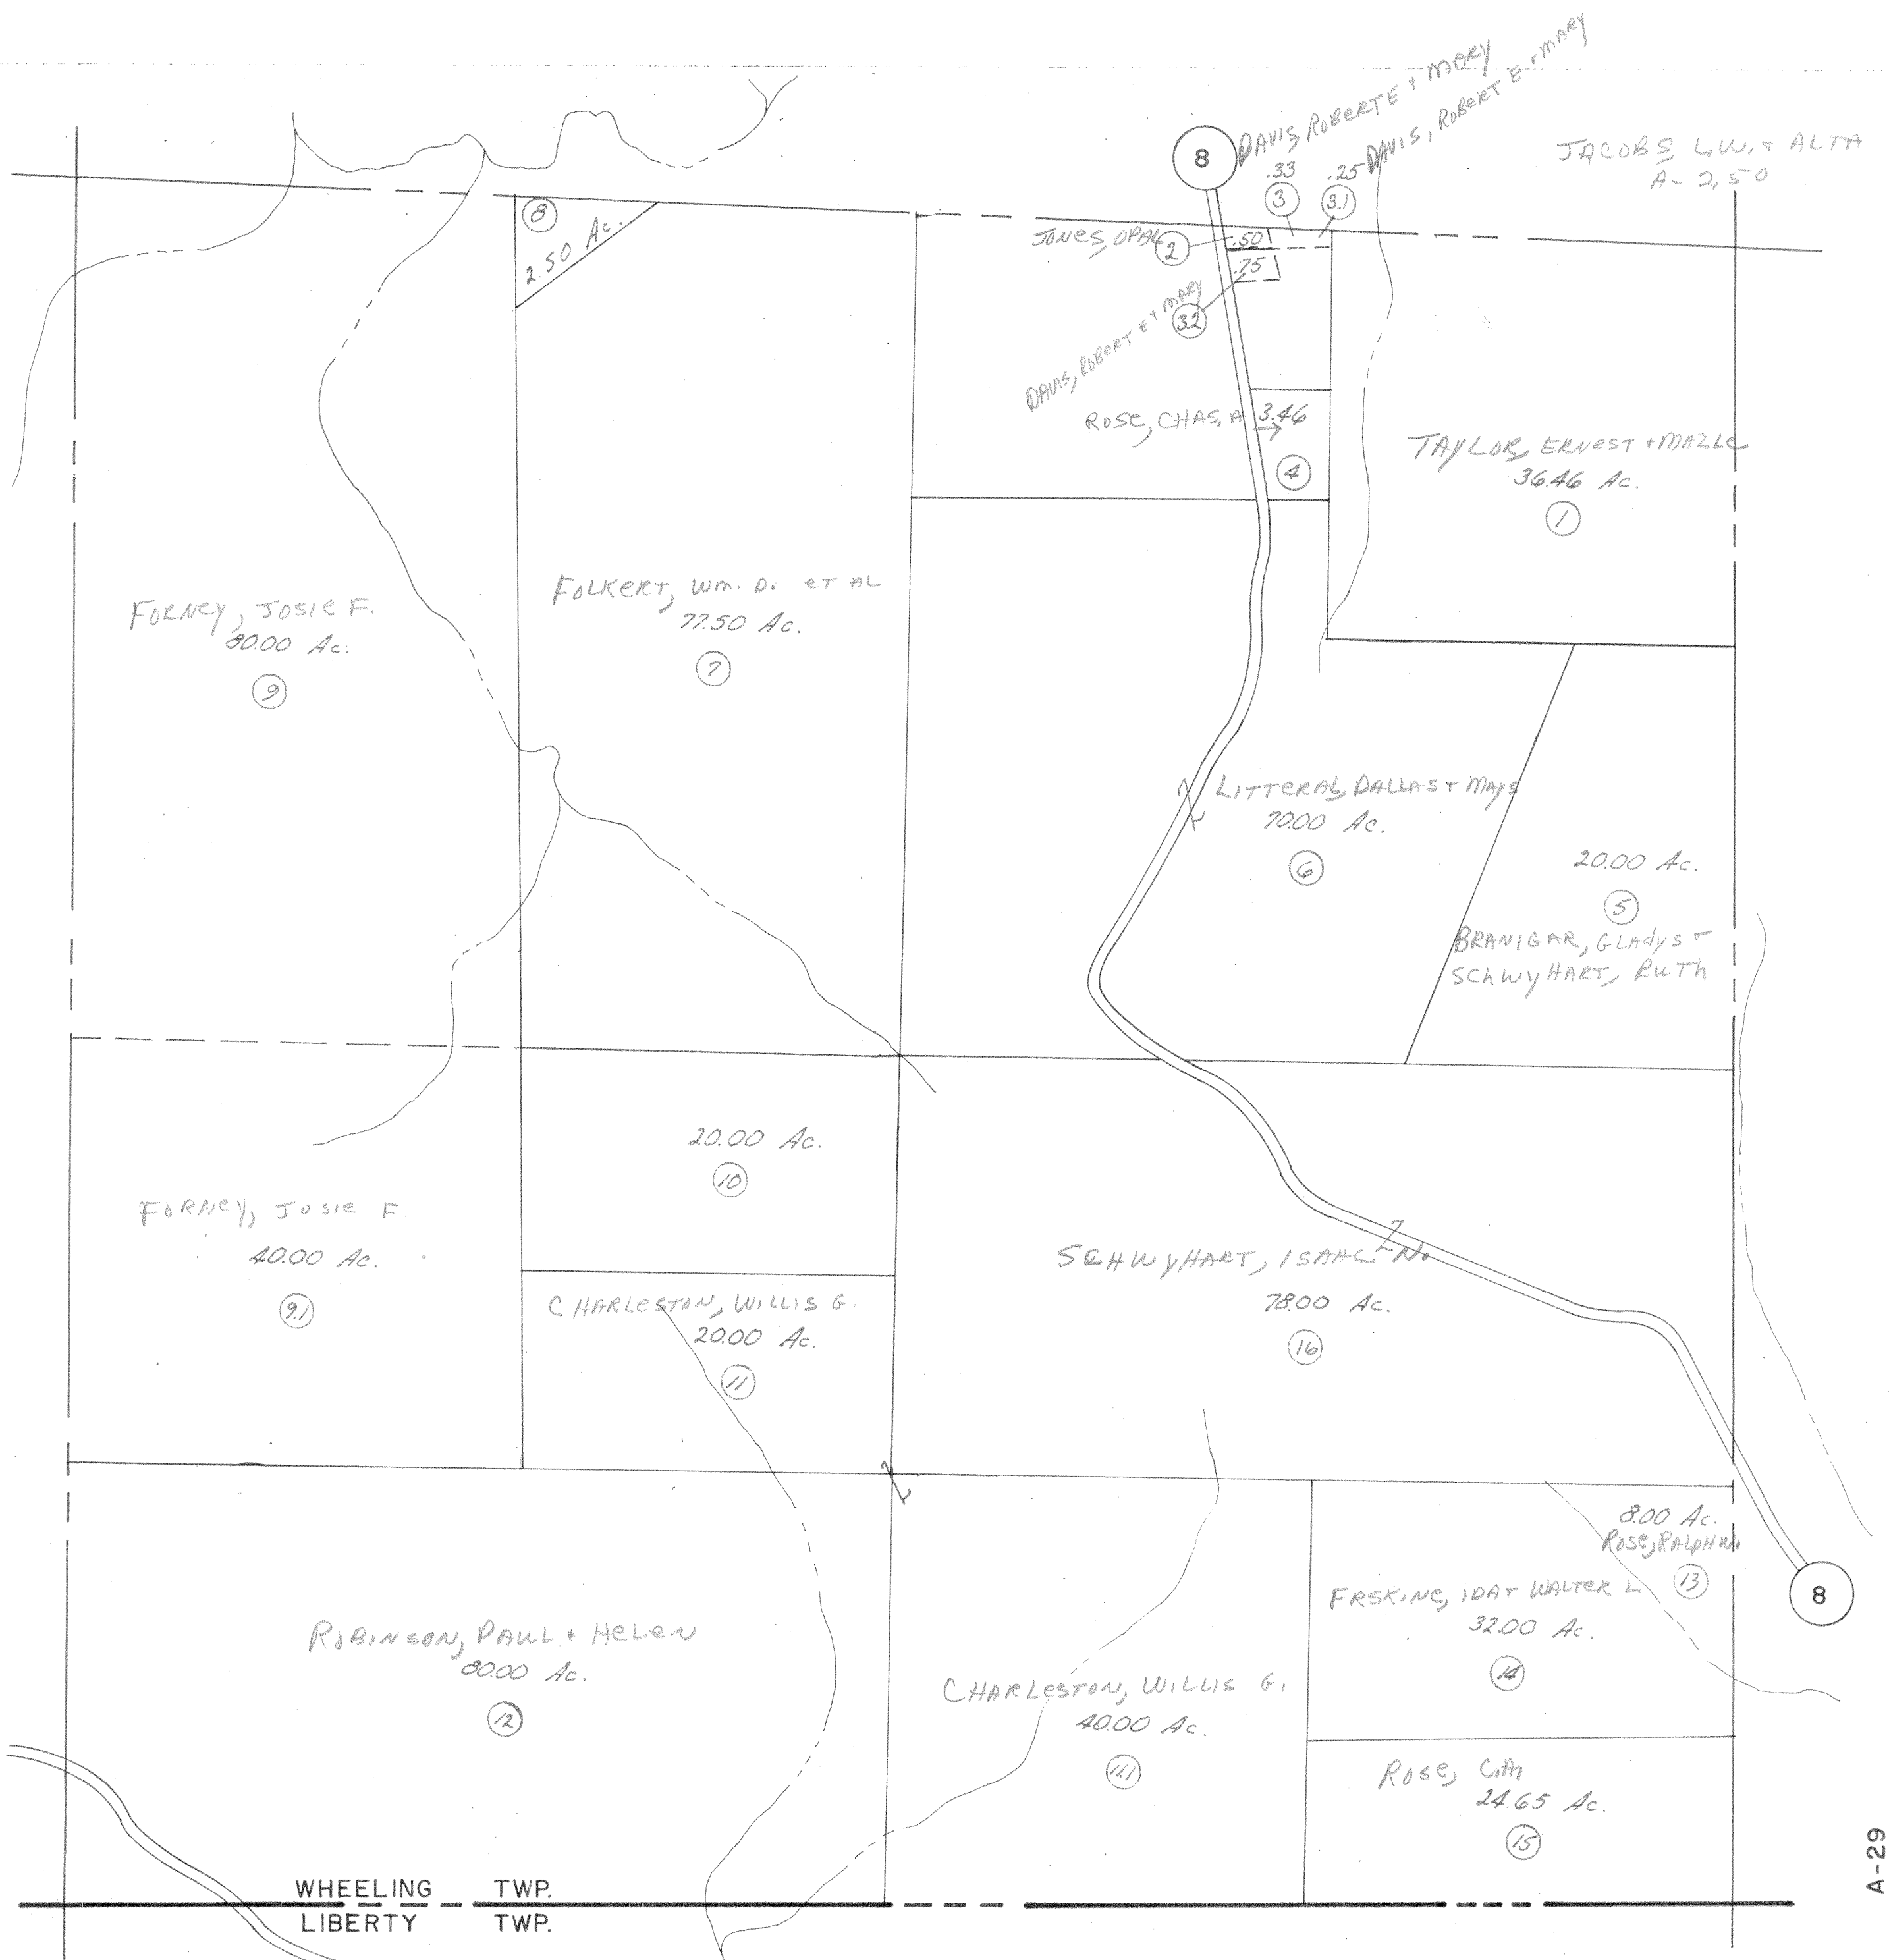 DAVIS, ROBERT E + MARY
DAVIS, ROBERT E + MARY
JACOBS L.W. + ALTA
A- 2.50
8
.33
.25
3
3.1
8
2.50 Ac.
JONES, OPAL
2
.50
.75
DAVIS, ROBERT E + MARY
3.2
ROSE, CHAS. A
3.46
4
TAYLOR, ERNEST + MAZLE
36.46 Ac.
1
FORNEY, JOSIE F.
80.00 Ac.
9
FOLKERT, WM. D. ET AL
77.50 Ac.
7
LITTERAL, DALLAS + MAYS
70.00 Ac.
6
20.00 Ac.
5
BRANIGAR, GLADYS +
SCHWYHART, RUTH
20.00 Ac.
10
FORNEY, JOSIE F.
40.00 Ac.
9.1
CHARLESTON, WILLIS G.
20.00 Ac.
11
SCHWYHART, ISAAC N.
78.00 Ac.
16
8.00 Ac.
ROSE, RALPH W.
13
8
ERSKINE, IDA + WALTER L
32.00 Ac.
14
ROBINSON, PAUL + HELEN
80.00 Ac.
12
CHARLESTON, WILLIS G.
40.00 Ac.
11.1
ROSE, C.A.
24.65 Ac.
15
WHEELING TWP.
LIBERTY TWP.
A-29